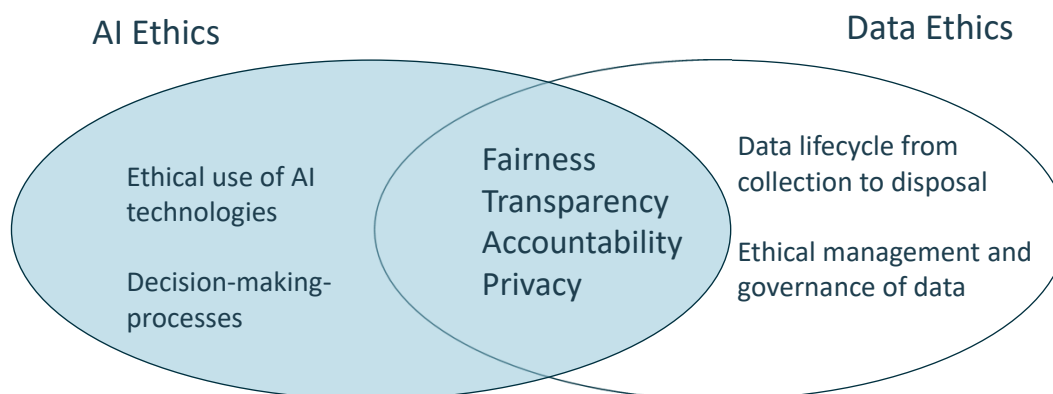 AI Ethics
Data Ethics
Ethical use of AI
technologies
Decision-making-
processes
Fairness
Transparency
Accountability
Privacy
Data lifecycle from
collection to disposal
Ethical management and
governance of data